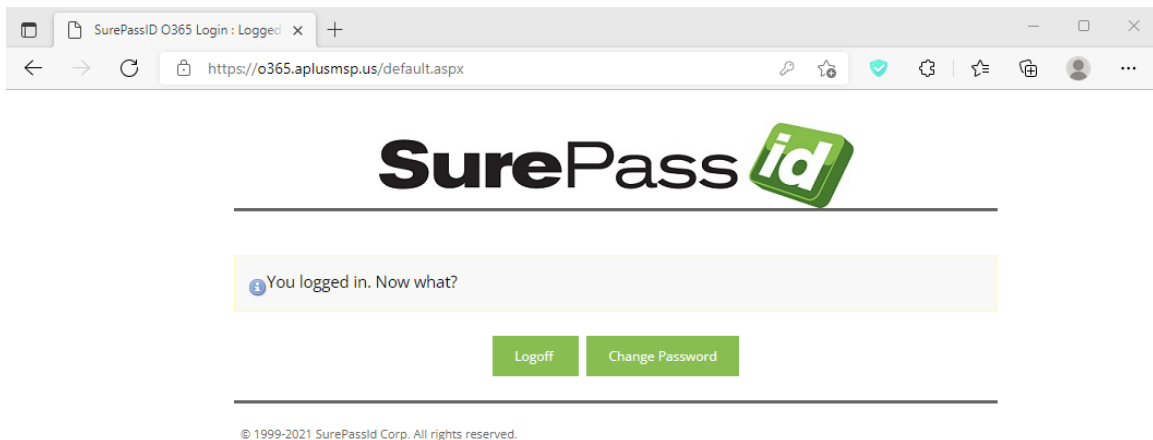 SurePassID O365 Login : Logged
https://o365.aplusmsp.us/default.aspx
SurePass id
You logged in. Now what?
Logoff Change Password
© 1999-2021 SurePassId Corp. All rights reserved.